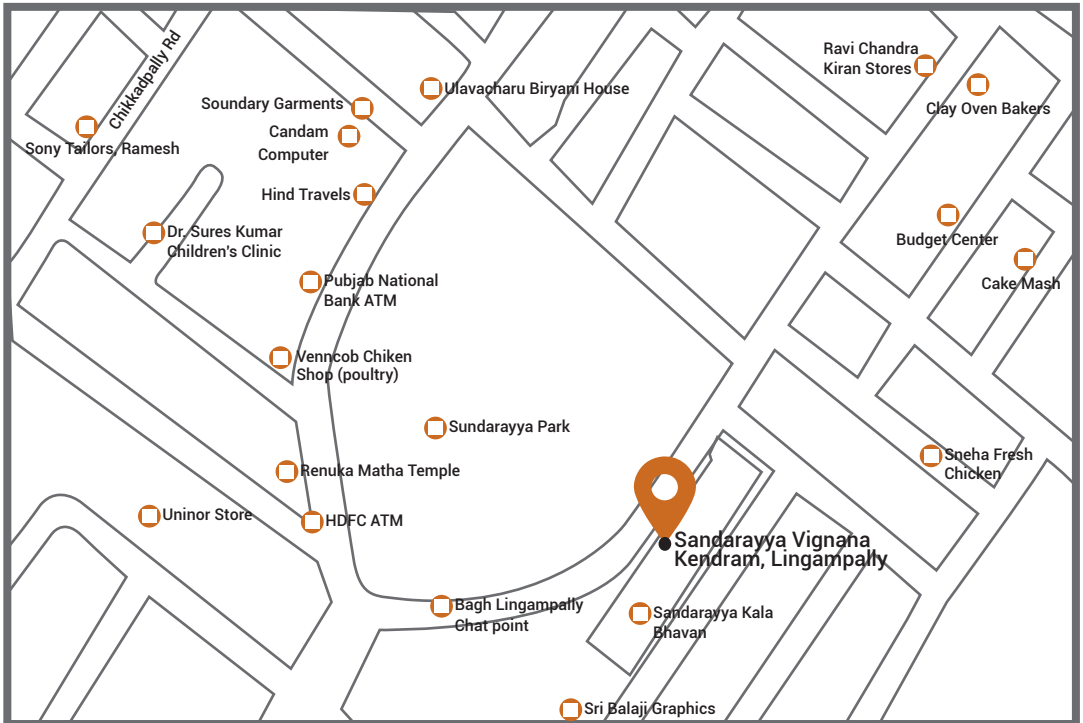 Chikkadpally Rd
Ravi Chandra
Kiran Stores
Ulavacharu Biryani House
Soundary Garments
Clay Oven Bakers
Candam
Computer
Sony Tailors, Ramesh
Hind Travels
Dr. Sures Kumar
Children's Clinic
Budget Center
Pubjab National
Bank ATM
Cake Mash
Venncob Chiken
Shop (poultry)
Sundarayya Park
Sneha Fresh
Chicken
Renuka Matha Temple
Uninor Store
HDFC ATM
Sandarayya Vignana
Kendram, Lingampally
Bagh Lingampally
Chat point
Sandarayya Kala
Bhavan
Sri Balaji Graphics